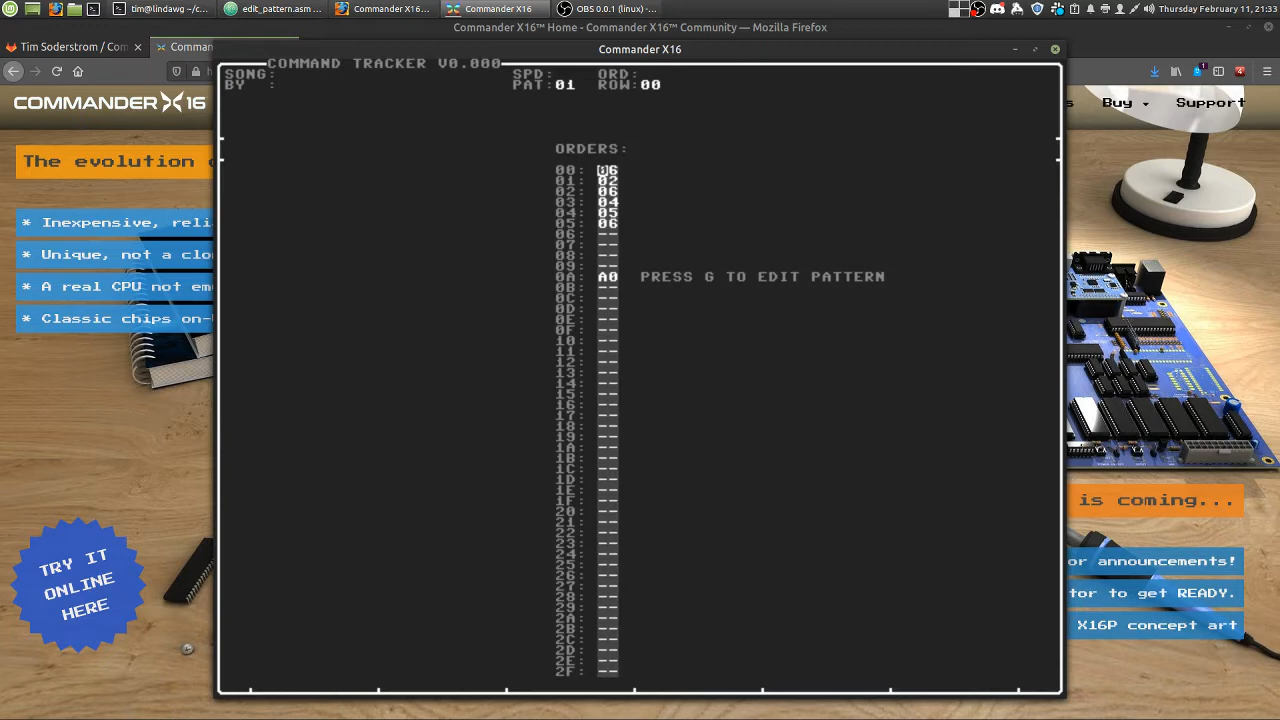 tim@lindawg: ~/c...
edit_pattern.asm ...
Commander X16...
Commander X16
OBS 0.0.1 (linux) -...
Thursday February 11, 21:33
Commander X16™ Home - Commander X16™ Community — Mozilla Firefox
Tim Soderstrom / Com
Comman
Commander X16
COMMANDER X16
Buy
Support
The evolution
* Inexpensive, reli
* Unique, not a clo
* A real CPU not em
* Classic chips on-
TRY IT
ONLINE
HERE
is coming...
or announcements!
tor to get READY.
X16P concept art
COMMAND TRACKER V0.000
SONG: SPD: ORD:
BY : PAT:01 ROW:00
ORDERS:
00: 06
01: 02
02: 06
03: 04
04: 05
05: 06
06: --
07: --
08: --
09: --
0A: A0 PRESS G TO EDIT PATTERN
0B: --
0C: --
0D: --
0E: --
0F: --
10: --
11: --
12: --
13: --
14: --
15: --
16: --
17: --
18: --
19: --
1A: --
1B: --
1C: --
1D: --
1E: --
1F: --
20: --
21: --
22: --
23: --
24: --
25: --
26: --
27: --
28: --
29: --
2A: --
2B: --
2C: --
2D: --
2E: --
2F: --